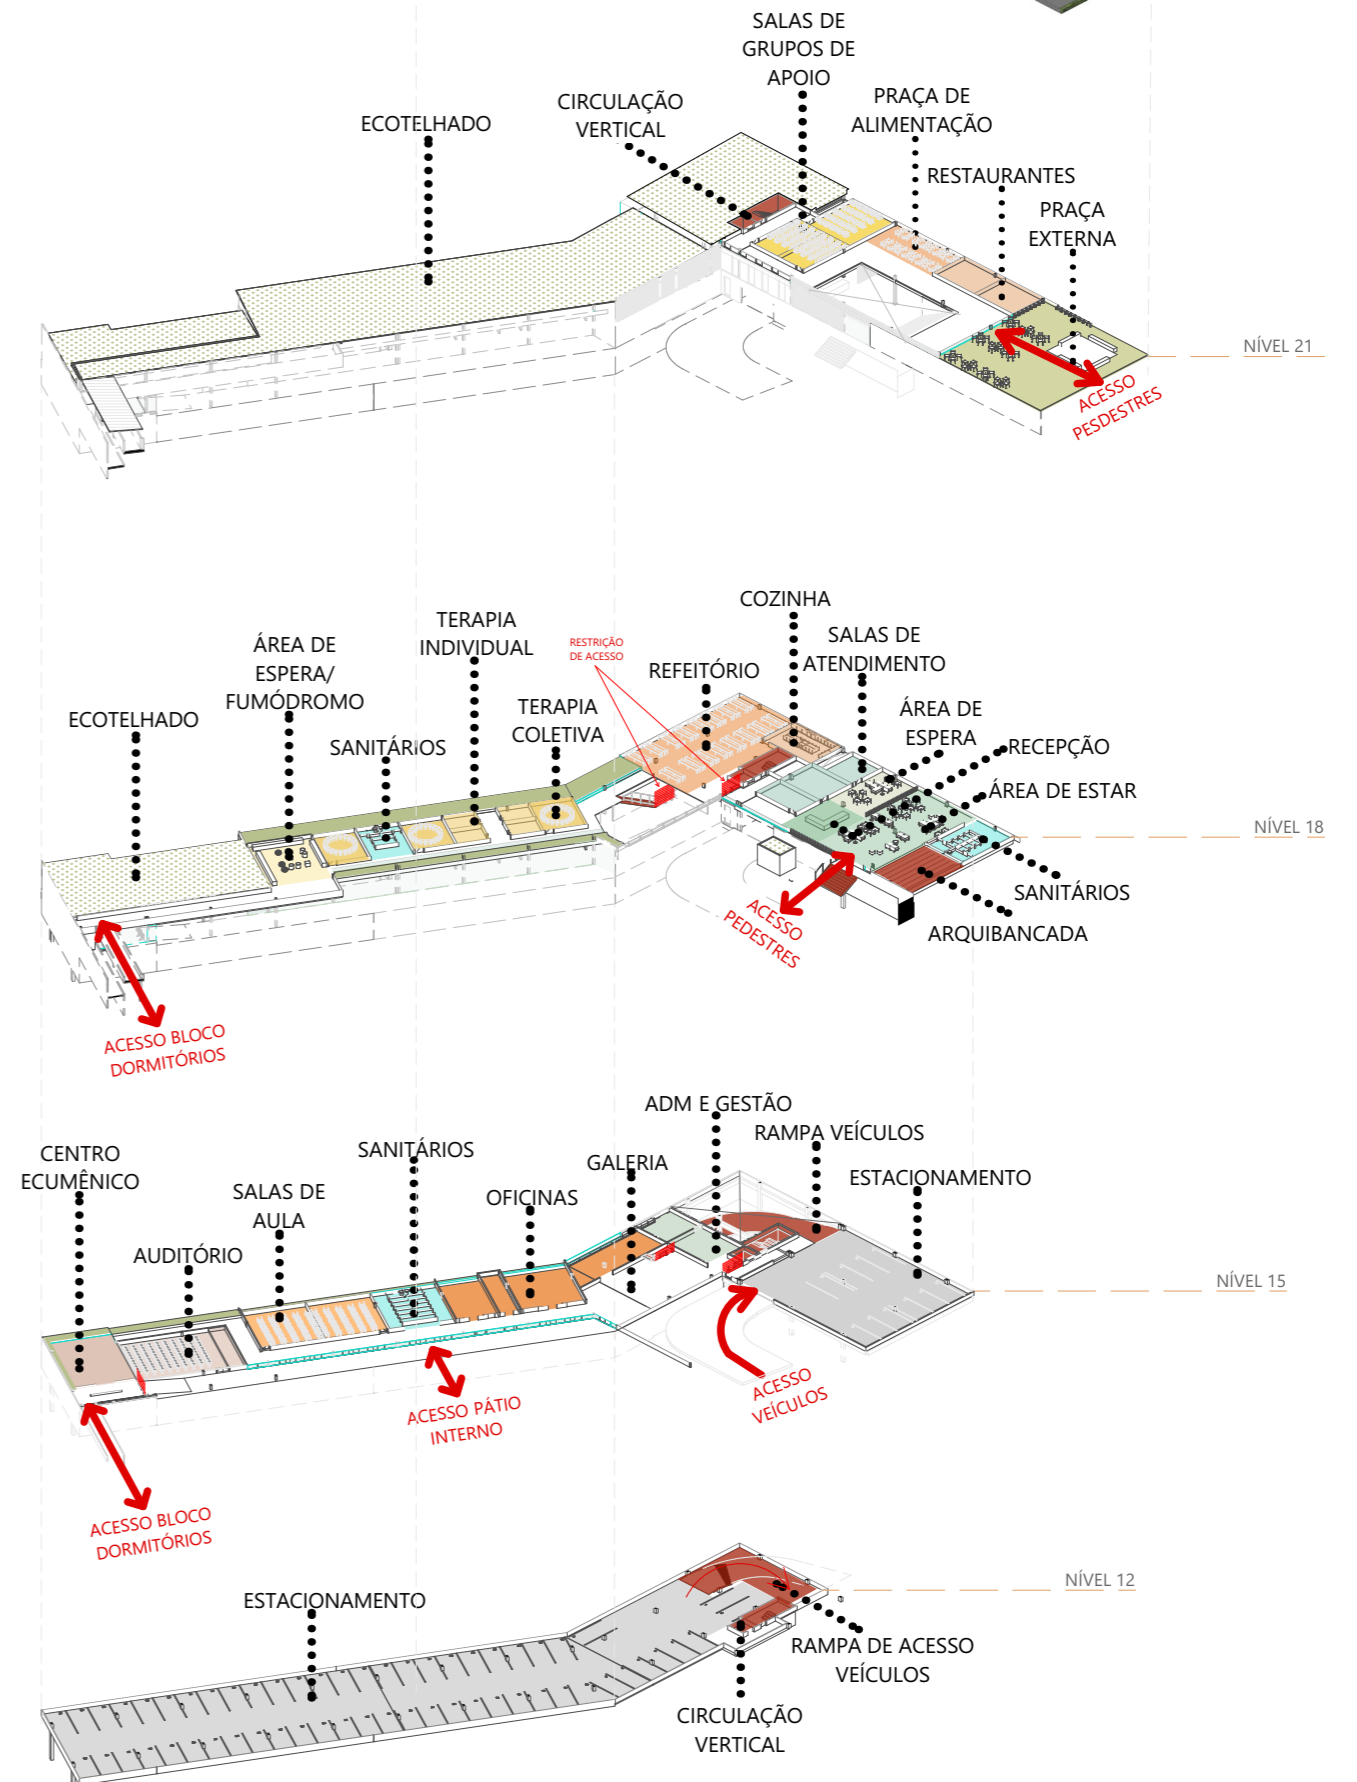 SALAS DE
GRUPOS DE
APOIO
CIRCULAÇÃO
VERTICAL
PRAÇA DE
ALIMENTAÇÃO
ECOTELHADO
RESTAURANTES
PRAÇA
EXTERNA
NÍVEL 21
ACESSO
PESDESTRES
COZINHA
TERAPIA
INDIVIDUAL
SALAS DE
ATENDIMENTO
RESTRIÇÃO
DE ACESSO
ÁREA DE
ESPERA/
FUMÓDROMO
REFEITÓRIO
ÁREA DE
ESPERA
TERAPIA
COLETIVA
ECOTELHADO
SANITÁRIOS
RECEPÇÃO
ÁREA DE ESTAR
NÍVEL 18
SANITÁRIOS
ACESSO
PEDESTRES
ARQUIBANCADA
ACESSO BLOCO
DORMITÓRIOS
ADM E GESTÃO
RAMPA VEÍCULOS
CENTRO
ECUMÊNICO
SANITÁRIOS
GALERIA
ESTACIONAMENTO
SALAS DE
AULA
OFICINAS
AUDITÓRIO
NÍVEL 15
ACESSO
VEÍCULOS
ACESSO PÁTIO
INTERNO
ACESSO BLOCO
DORMITÓRIOS
NÍVEL 12
ESTACIONAMENTO
RAMPA DE ACESSO
VEÍCULOS
CIRCULAÇÃO
VERTICAL